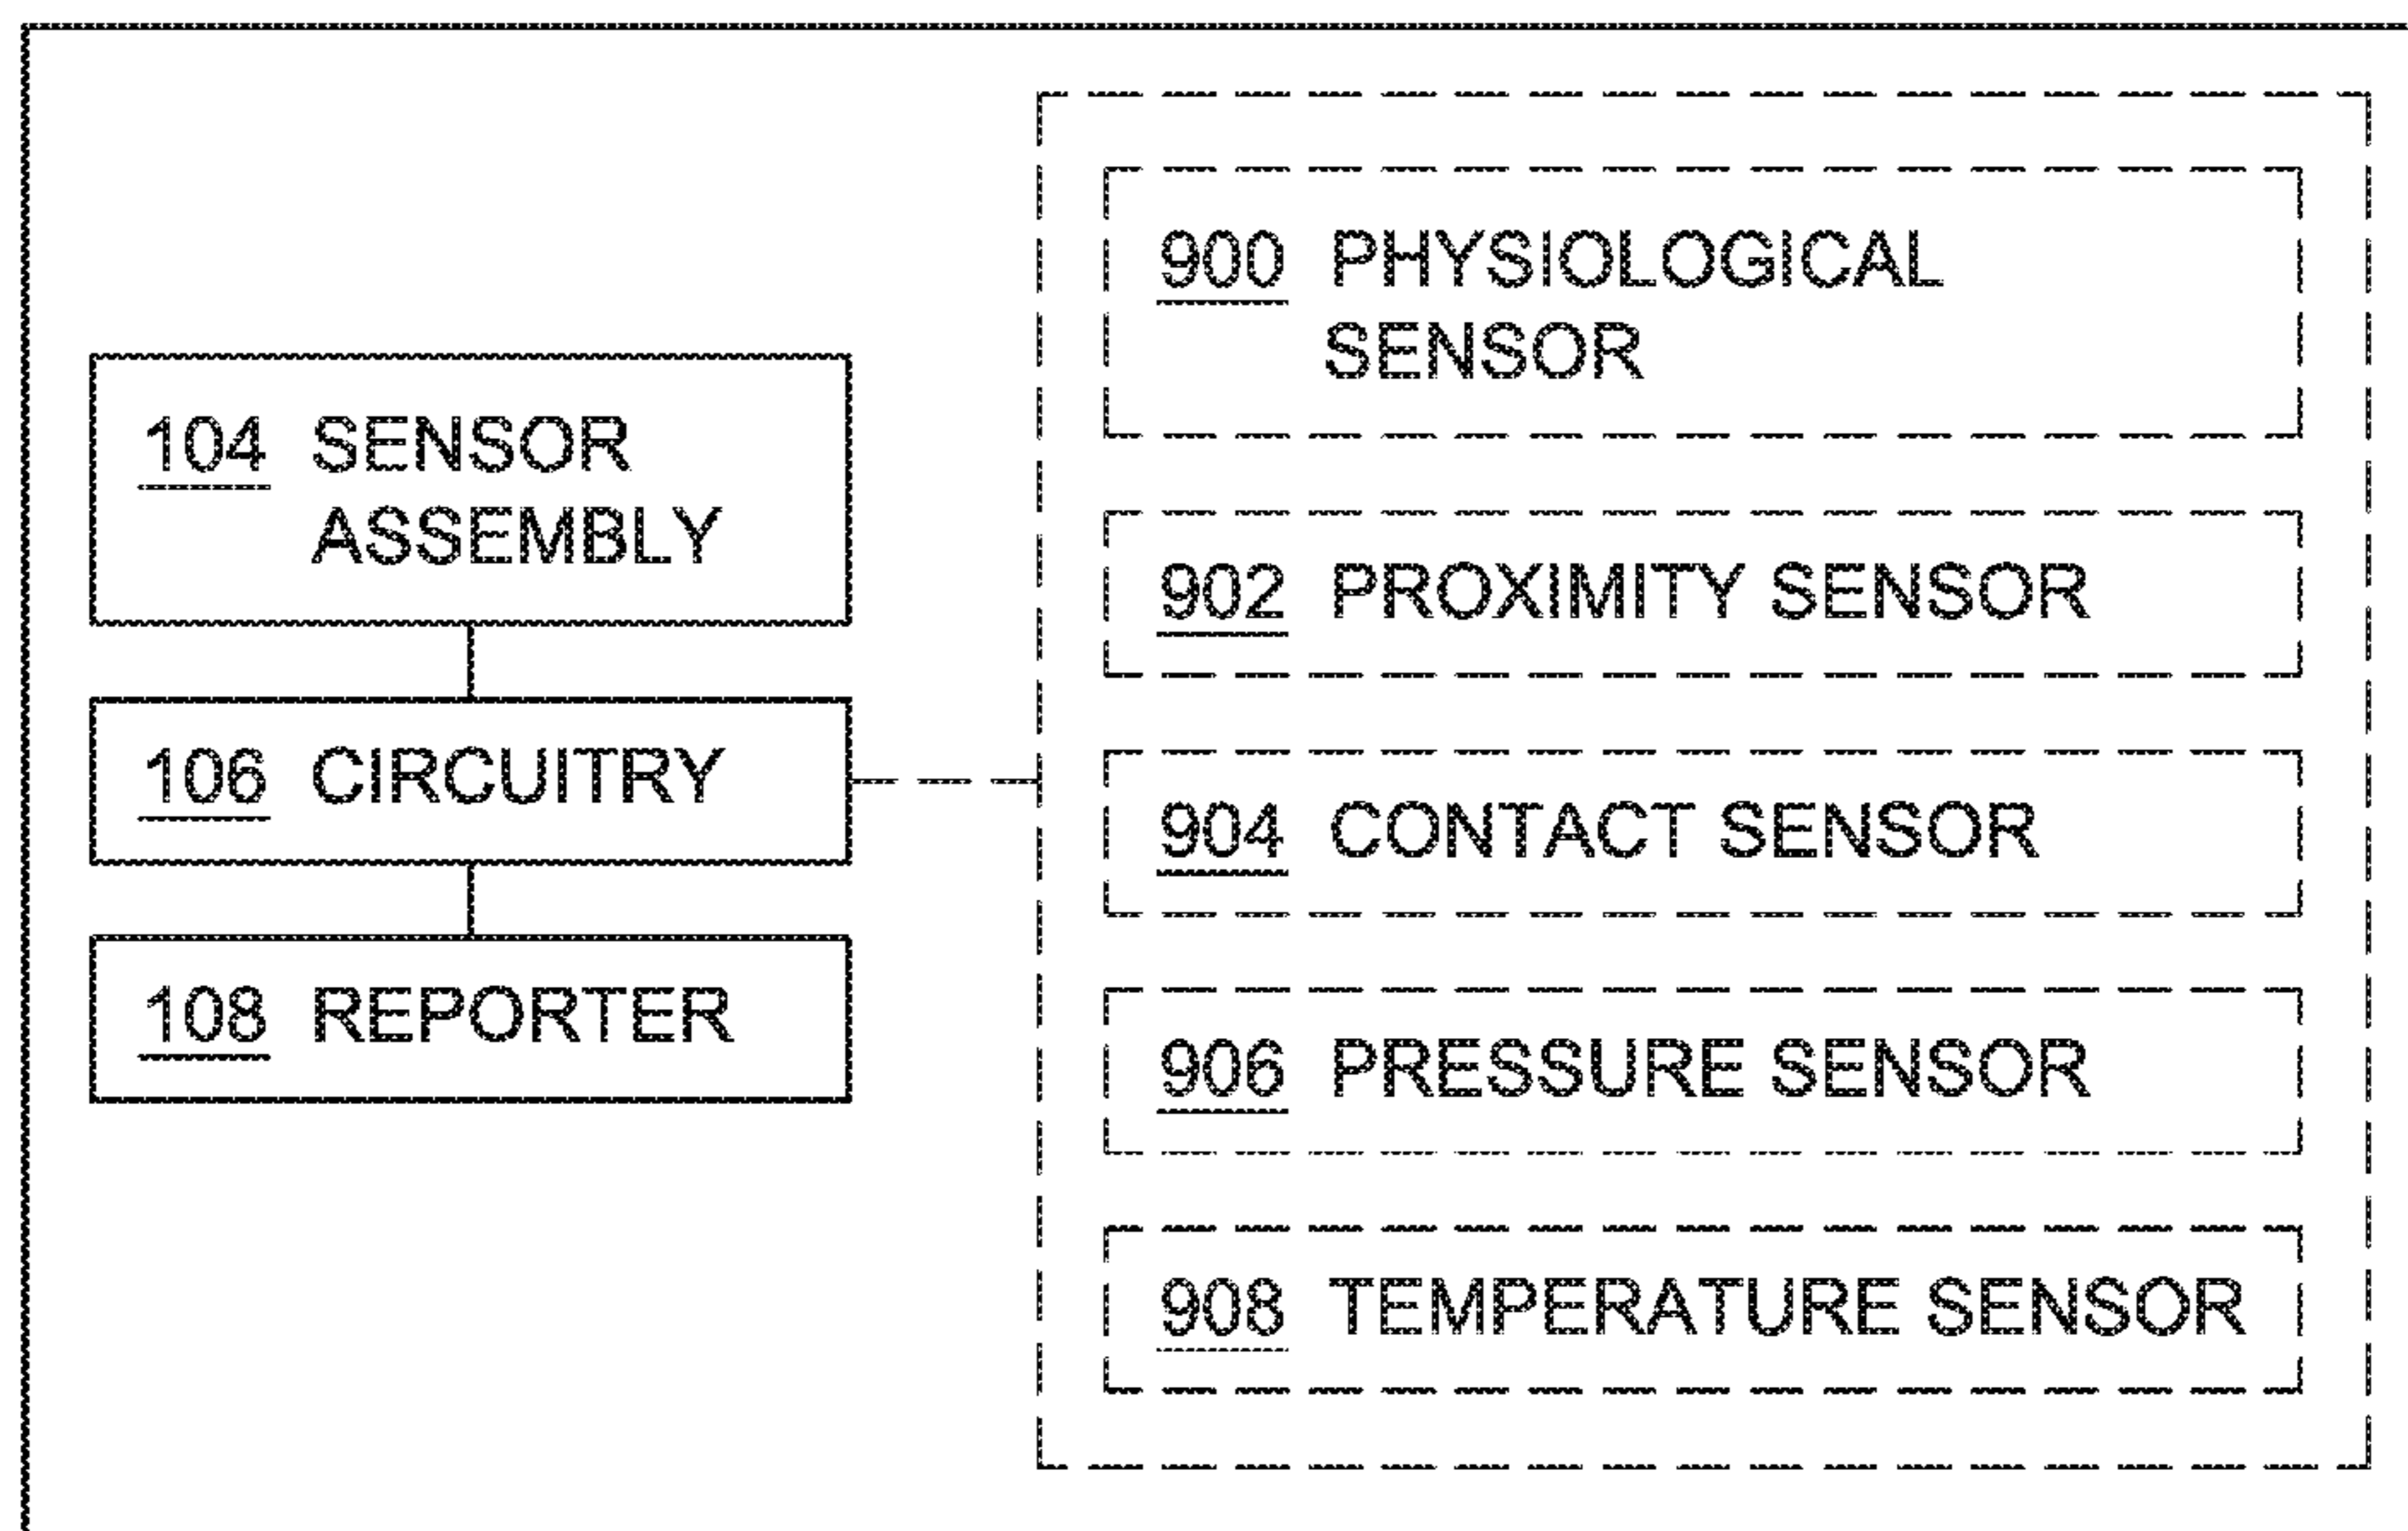 104 SENSOR
ASSEMBLY
106 CIRCUITRY
108 REPORTER
900 PHYSIOLOGICAL
SENSOR
902 PROXIMITY SENSOR
904 CONTACT SENSOR
906 PRESSURE SENSOR
908 TEMPERATURE SENSOR